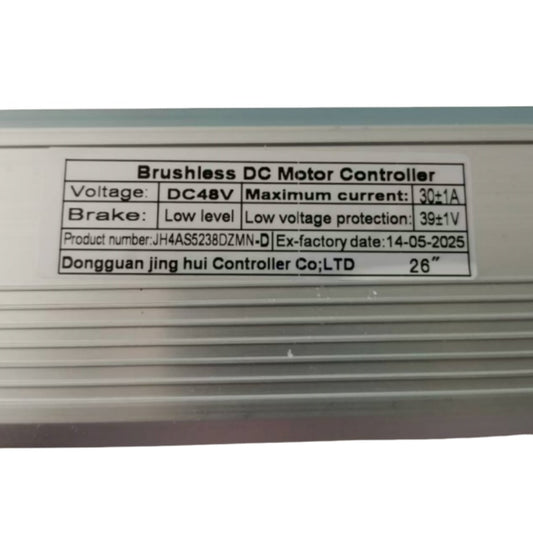 Brushless DC Motor Controller
Voltage: DC48V Maximum current: 30±1A
Brake: Low level Low voltage protection: 39±1V
Product number:JH4AS5238DZMN-D Ex-factory date:14-05-2025
Dongguan jing hui Controller Co;LTD 26″